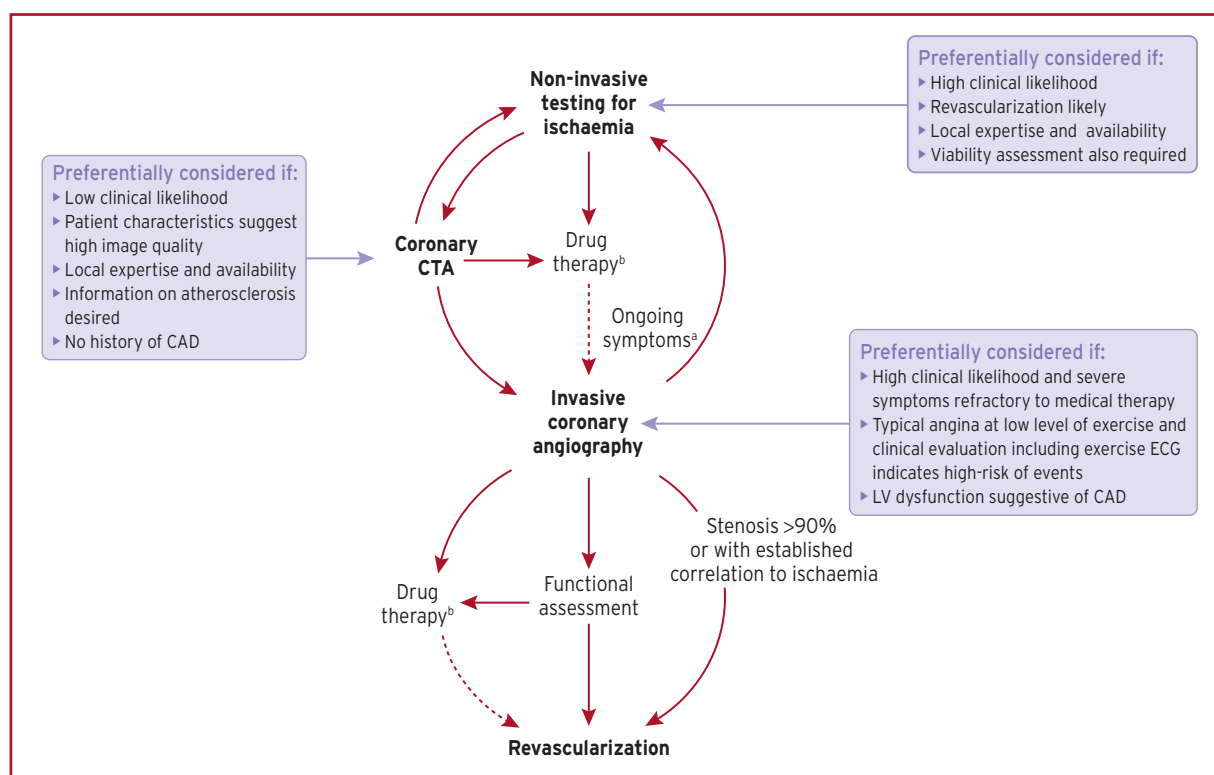 Preferentially considered if:
▸ High clinical likelihood
▸ Revascularization likely
▸ Local expertise and availability
▸ Viability assessment also required
Non-invasive
testing for
ischaemia
Preferentially considered if:
▸ Low clinical likelihood
▸ Patient characteristics suggest
high image quality
▸ Local expertise and availability
▸ Information on atherosclerosis
desired
▸ No history of CAD
Coronary
CTA
Drug
therapyᵇ
Ongoing
symptomsᵃ
Preferentially considered if:
▸ High clinical likelihood and severe
symptoms refractory to medical therapy
▸ Typical angina at low level of exercise and
clinical evaluation including exercise ECG
indicates high-risk of events
▸ LV dysfunction suggestive of CAD
Invasive
coronary
angiography
Stenosis >90%
or with established
correlation to ischaemia
Drug
therapyᵇ
Functional
assessment
Revascularization